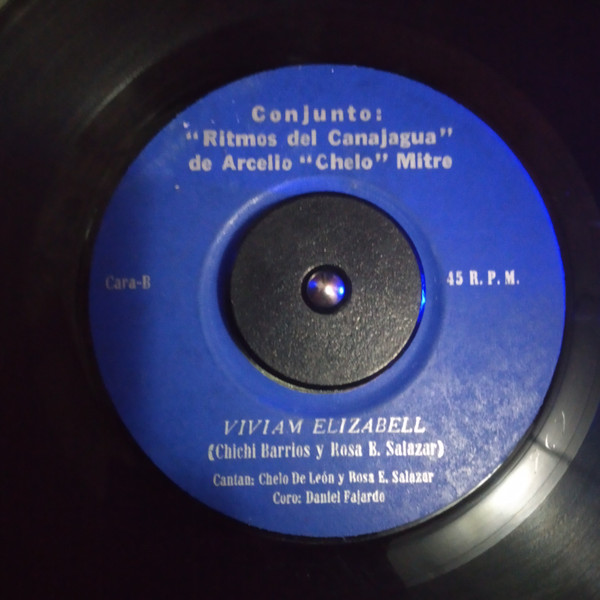 Conjunto:
"Ritmos del Canajagua"
de Arcelio "Chelo" Mitre
Cara-B
45 R. P. M.
VIVIAM ELIZABELL
(Chichi Barrios y Rosa E. Salazar)
Cantan: Chelo De León y Rosa E. Salazar
Coro: Daniel Fajardo